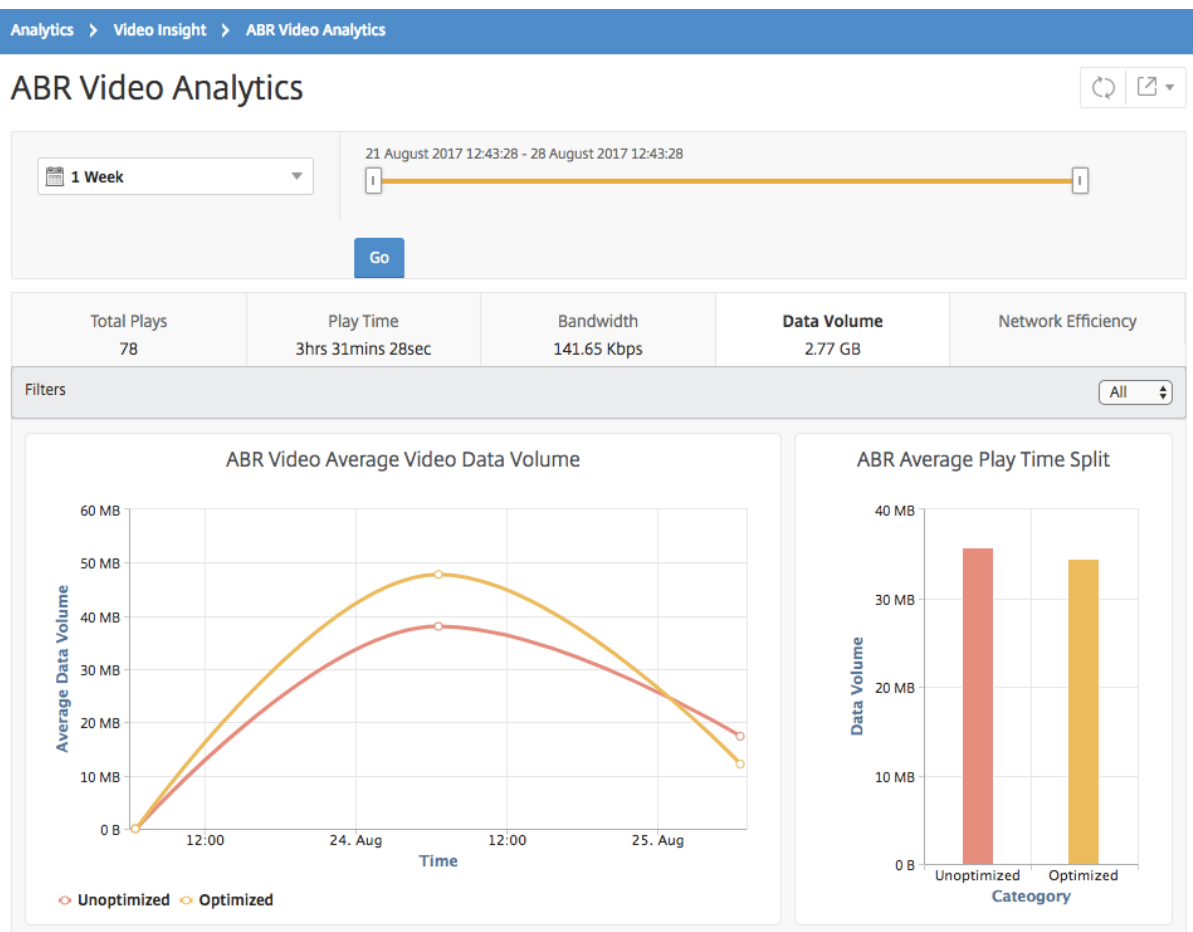 Analytics > Video Insight > ABR Video Analytics
ABR Video Analytics
1 Week
21 August 2017 12:43:28 - 28 August 2017 12:43:28
Go
Total Plays Play Time Bandwidth Data Volume Network Efficiency
78 3hrs 31mins 28sec 141.65 Kbps 2.77 GB
Filters All
ABR Video Average Video Data Volume
60 MB
50 MB
40 MB
30 MB
20 MB
10 MB
0 B
Average Data Volume
12:00 24. Aug 12:00 25. Aug
Time
Unoptimized Optimized
ABR Average Play Time Split
40 MB
30 MB
20 MB
10 MB
0 B
Data Volume
Unoptimized Optimized
Cateogory